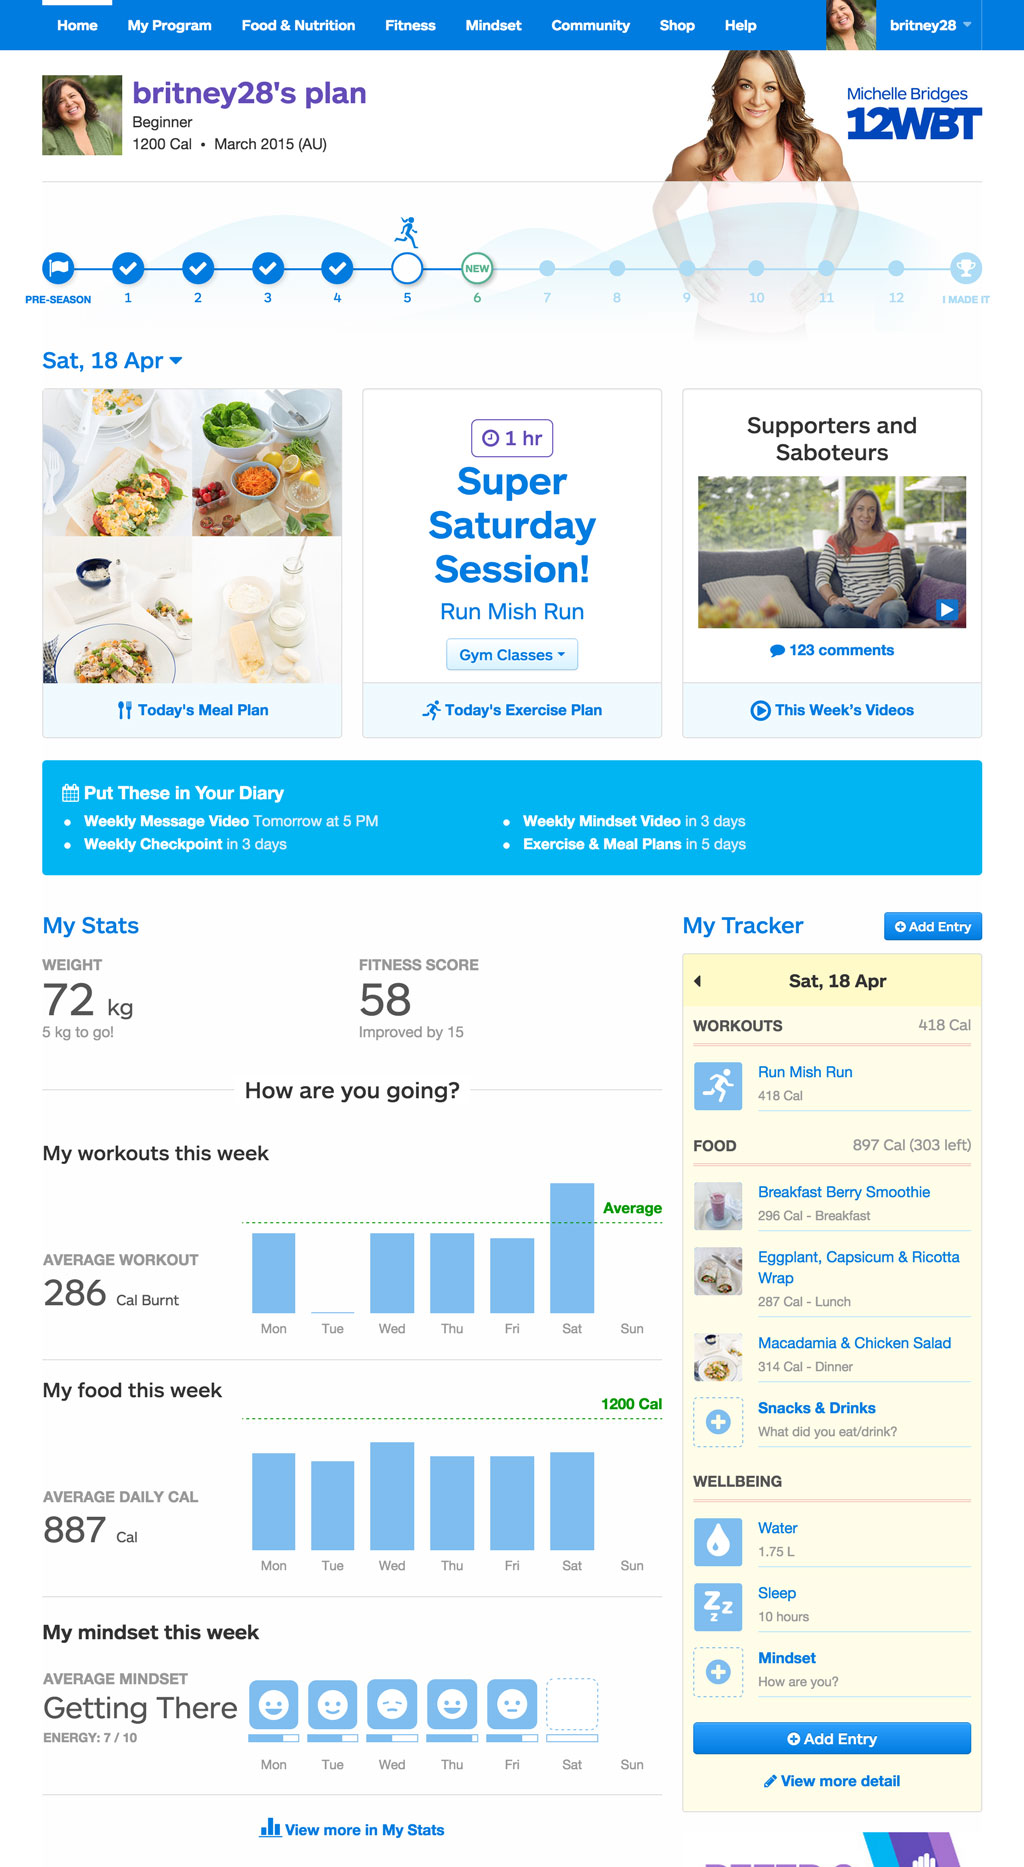 Home My Program Food & Nutrition Fitness Mindset Community Shop Help britney28
britney28's plan
Beginner
1200 Cal • March 2015 (AU)
Michelle Bridges
12WBT
NEW
PRE-SEASON 1 2 3 4 5 6 7 8 9 10 11 12 I MADE IT
Sat, 18 Apr
1 hr
Super
Saturday
Session!
Run Mish Run
Gym Classes
Supporters and
Saboteurs
123 comments
Today's Meal Plan
Today's Exercise Plan
This Week's Videos
Put These in Your Diary
• Weekly Message Video Tomorrow at 5 PM
• Weekly Checkpoint in 3 days
• Weekly Mindset Video in 3 days
• Exercise & Meal Plans in 5 days
My Stats
WEIGHT
72 kg
5 kg to go!
FITNESS SCORE
58
Improved by 15
How are you going?
My workouts this week
Average
AVERAGE WORKOUT
286 Cal Burnt
Mon Tue Wed Thu Fri Sat Sun
My food this week
1200 Cal
AVERAGE DAILY CAL
887 Cal
Mon Tue Wed Thu Fri Sat Sun
My mindset this week
AVERAGE MINDSET
Getting There
ENERGY: 7 / 10
Mon Tue Wed Thu Fri Sat Sun
View more in My Stats
My Tracker
Add Entry
Sat, 18 Apr
WORKOUTS 418 Cal
Run Mish Run
418 Cal
FOOD 897 Cal (303 left)
Breakfast Berry Smoothie
296 Cal - Breakfast
Eggplant, Capsicum & Ricotta
Wrap
287 Cal - Lunch
Macadamia & Chicken Salad
314 Cal - Dinner
Snacks & Drinks
What did you eat/drink?
WELLBEING
Water
1.75 L
Sleep
Zzz
10 hours
Mindset
How are you?
Add Entry
View more detail